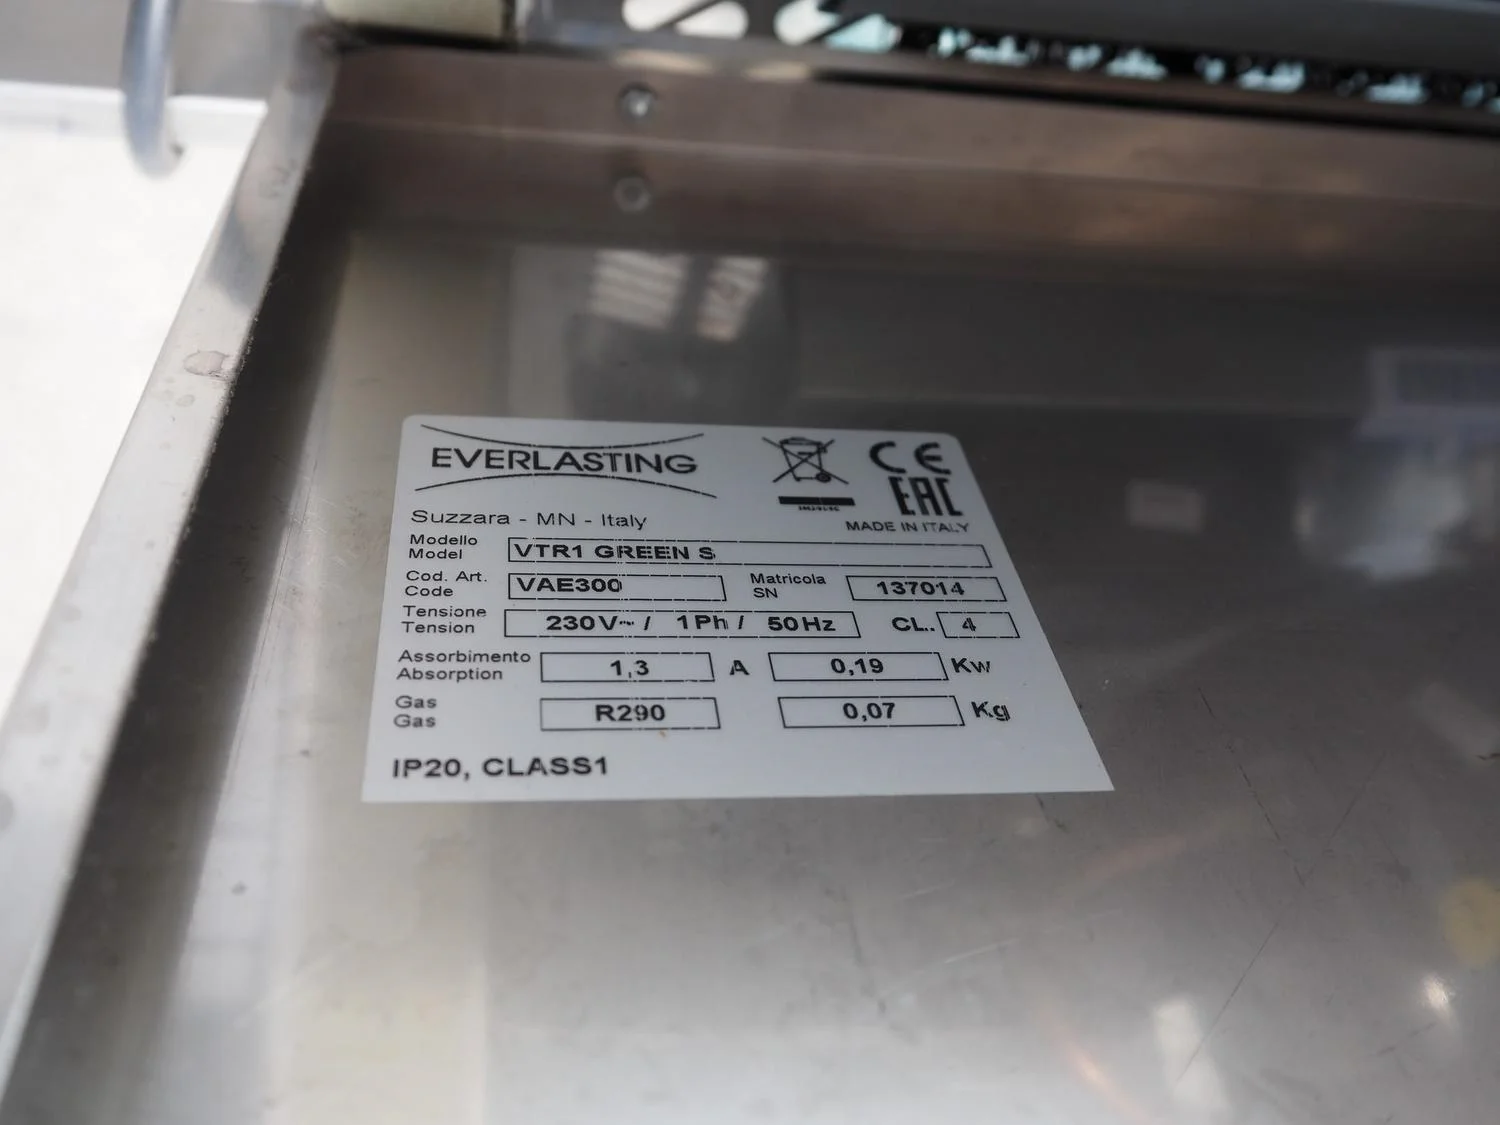 EVERLASTING
CE
EAC
Suzzara - MN - Italy
MADE IN ITALY
Modello
Model
VTR1 GREEN S
Cod. Art.
Code
VAE300
Matricola
SN
137014
Tensione
Tension
230V~ / 1Ph / 50Hz
CL.. 4
Assorbimento
Absorption
1,3 A
0,19 Kw
Gas
Gas
R290
0,07 Kg
IP20, CLASS1